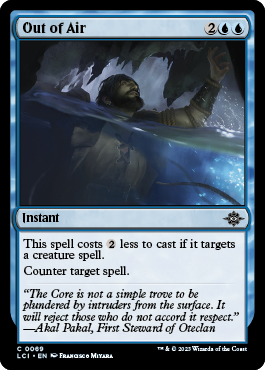 Out of Air 2
Instant
This spell costs 2 less to cast if it targets
a creature spell.
Counter target spell.
“The Core is not a simple trove to be
plundered by intruders from the surface. It
will reject those who do not accord it respect.”
—Akal Pakal, First Steward of Oteclan
C 0069
LCI • EN Francisco Miyara
™ & © 2023 Wizards of the Coast